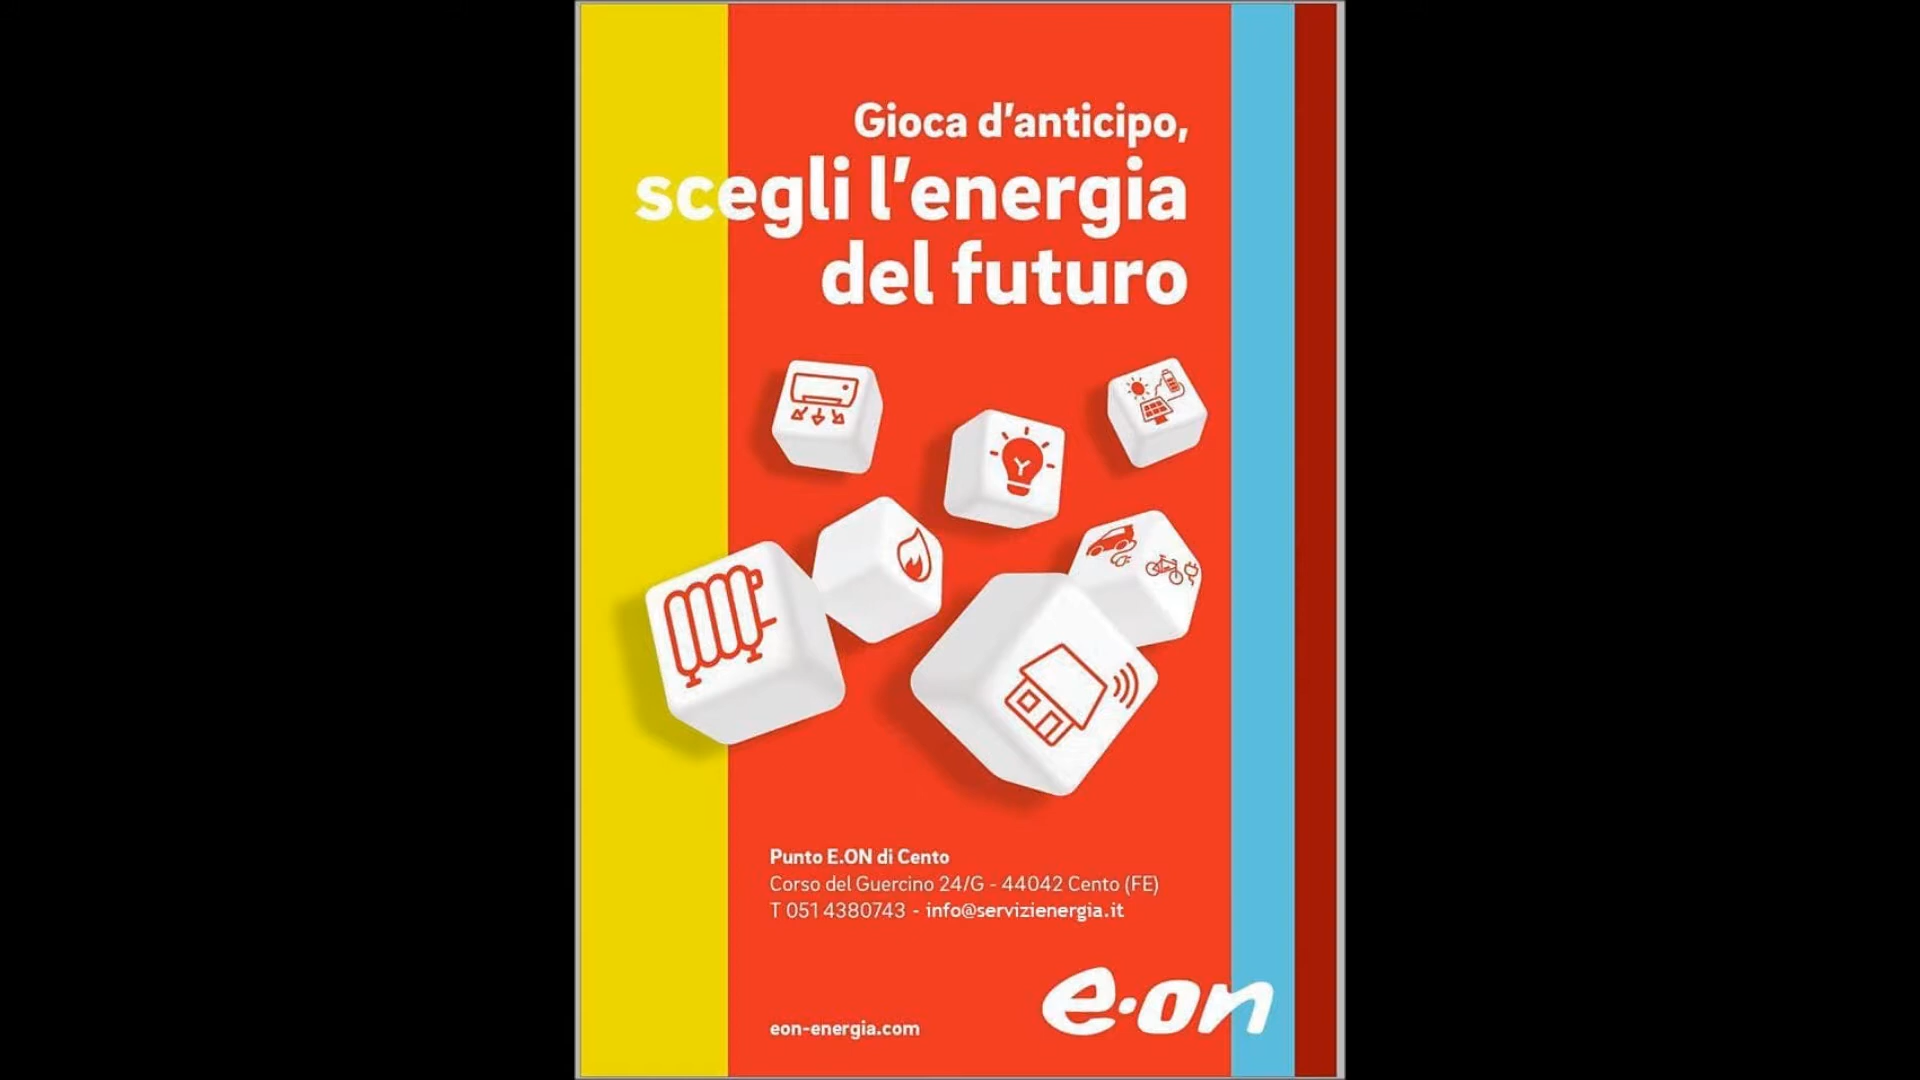 Gioca d'anticipo,
scegli l'energia
del futuro
Punto E.ON di Cento
Corso del Guercino 24/G - 44042 Cento (FE)
T 051 4380743 - info@servizienergia.it
eon-energia.com
e·on